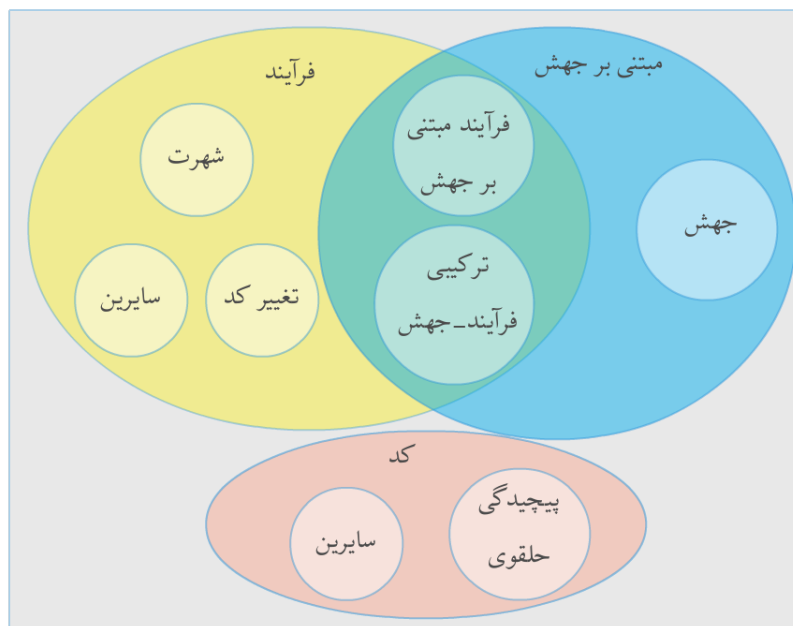 مبتنی بر جهش
فرآیند
فرآیند مبتنی
بر جهش
شهرت
جهش
ترکیبی
فرآیند-جهش
تغییر کد
سایرین
کد
پیچیدگی
حلقوی
سایرین